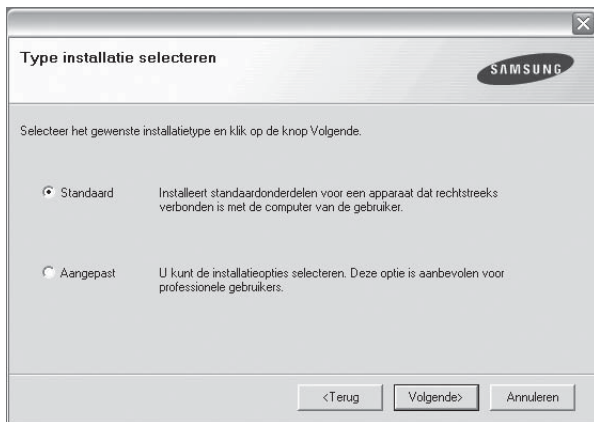 Type installatie selecteren
SAMSUNG
Selecteer het gewenste installatietype en klik op de knop Volgende.
Standaard
Installeert standaardonderdelen voor een apparaat dat rechtstreeks
verbonden is met de computer van de gebruiker.
Aangepast
U kunt de installatieopties selecteren. Deze optie is aanbevolen voor
professionele gebruikers.
<Terug
Volgende>
Annuleren